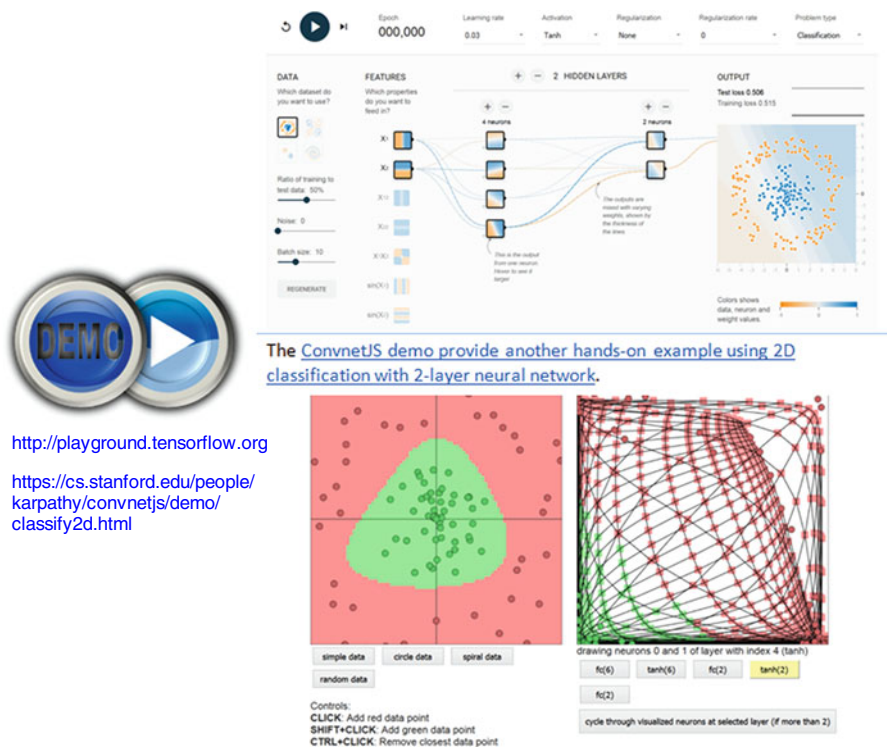 Epoch
000,000
Learning rate
0.03
Activation
Tanh
Regularization
None
Regularization rate
0
Problem type
Classification
DATA
Which dataset do
you want to use?
Ratio of training to
test data: 50%
Noise: 0
Batch size: 10
REGENERATE
FEATURES
Which properties
do you want to
feed in?
X1
X2
X1X2
sin(X1)
sin(X2)
+ − 2 HIDDEN LAYERS
+ −
4 neurons
+ −
2 neurons
This is the output
from one neuron.
Hover to see it
larger.
The outputs are
mixed with varying
weights, shown by
the thickness of
the lines.
OUTPUT
Test loss 0.506
Training loss 0.515
Colors shows
data, neuron and
weight values.
DEMO
http://playground.tensorflow.org
https://cs.stanford.edu/people/
karpathy/convnetjs/demo/
classify2d.html
The ConvnetJS demo provide another hands-on example using 2D
classification with 2-layer neural network.
simple data
circle data
spiral data
random data
Controls:
CLICK: Add red data point
SHIFT+CLICK: Add green data point
CTRL+CLICK: Remove closest data point
drawing neurons 0 and 1 of layer with index 4 (tanh)
fc(6)
tanh(6)
fc(2)
tanh(2)
fc(2)
cycle through visualized neurons at selected layer (if more than 2)